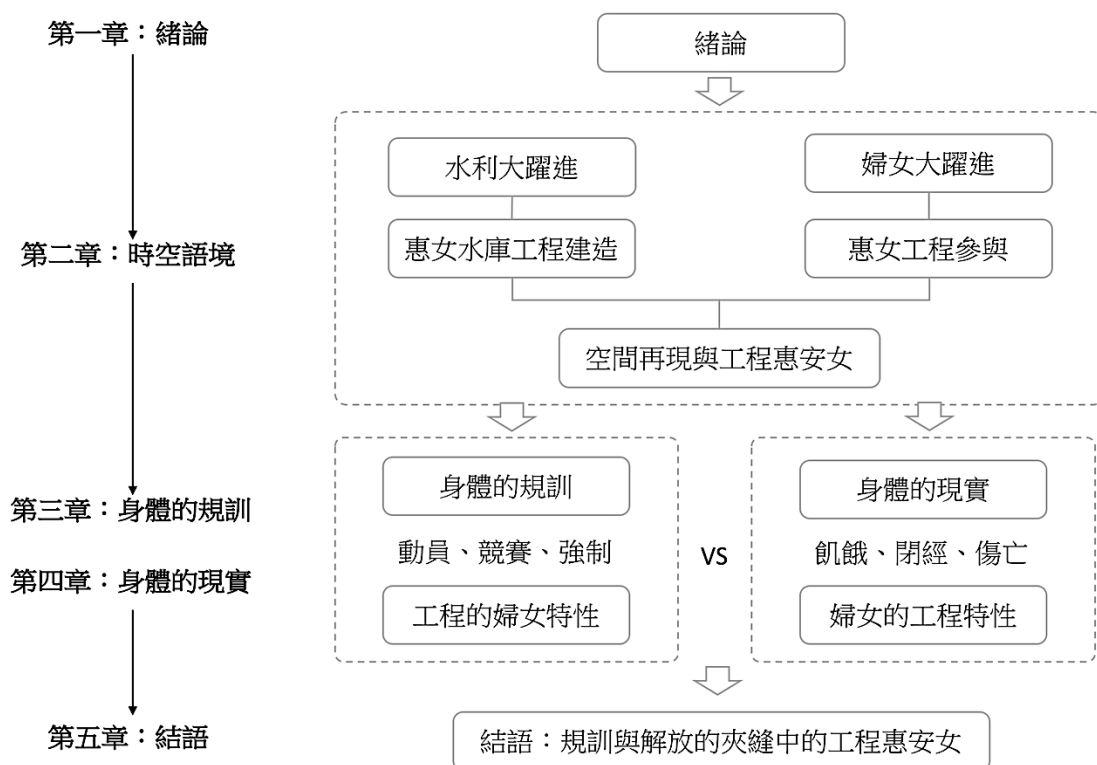 第一章：緒論
緒論
水利大躍進
婦女大躍進
第二章：時空語境
惠女水庫工程建造
惠女工程參與
空間再現與工程惠安女
第三章：身體的規訓
身體的規訓
身體的現實
動員、競賽、強制
vs
飢餓、閉經、傷亡
第四章：身體的現實
工程的婦女特性
婦女的工程特性
第五章：結語
結語：規訓與解放的夾縫中的工程惠安女